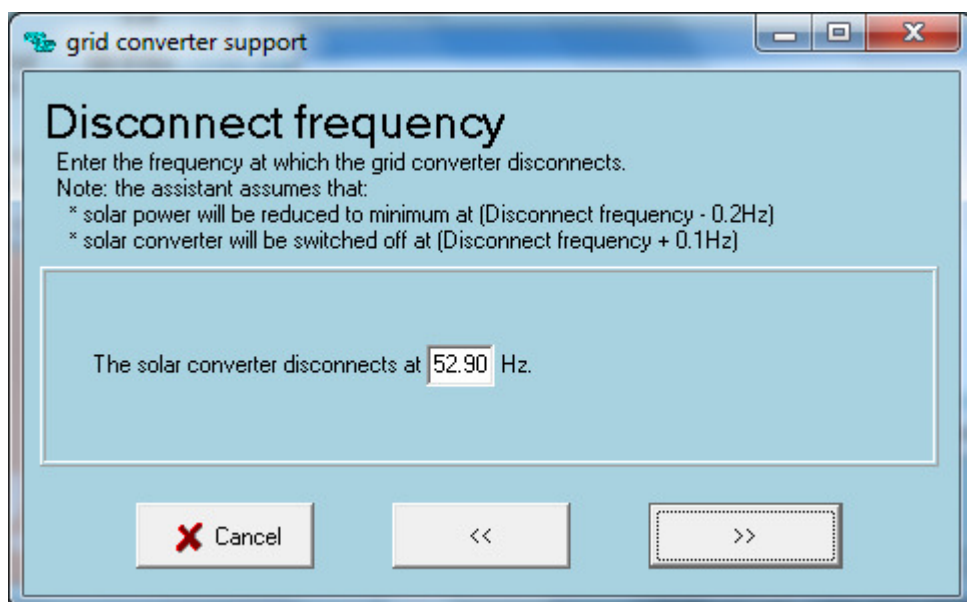 grid converter support
Disconnect frequency
Enter the frequency at which the grid converter disconnects.
Note: the assistant assumes that:
* solar power will be reduced to minimum at (Disconnect frequency - 0.2Hz)
* solar converter will be switched off at (Disconnect frequency + 0.1Hz)
The solar converter disconnects at 52.90 Hz.
Cancel << >>